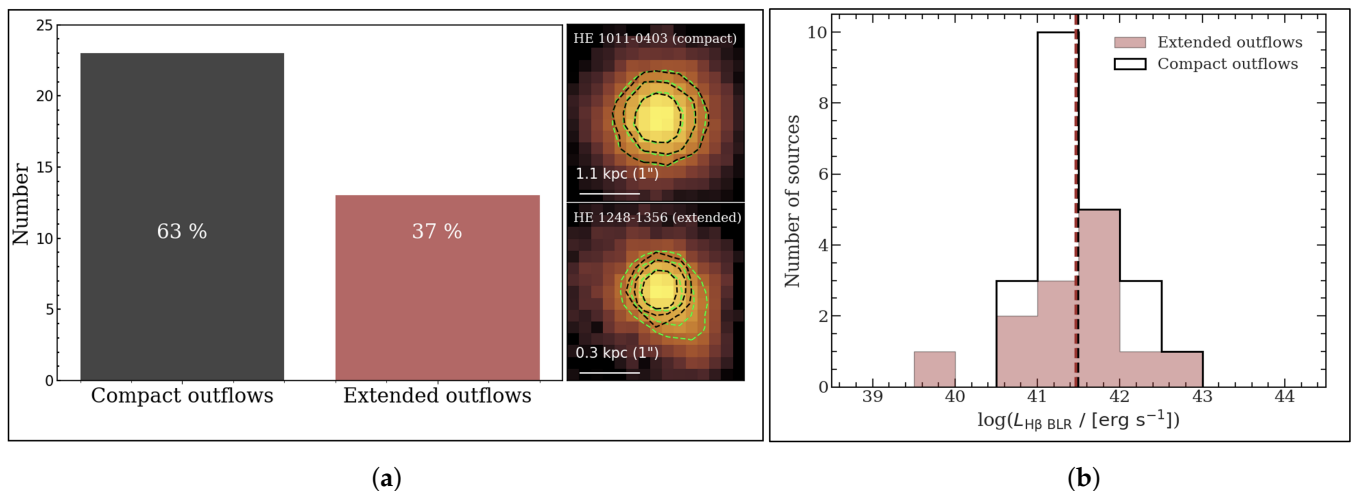 25
20
15
10
5
0
Number
63 %
37 %
Compact outflows
Extended outflows
HE 1011-0403 (compact)
1.1 kpc (1")
HE 1248-1356 (extended)
0.3 kpc (1")
(a)
10
8
6
4
2
0
Number of sources
Extended outflows
Compact outflows
39
40
41
42
43
44
log(L_Hβ BLR / [erg s⁻¹])
(b)